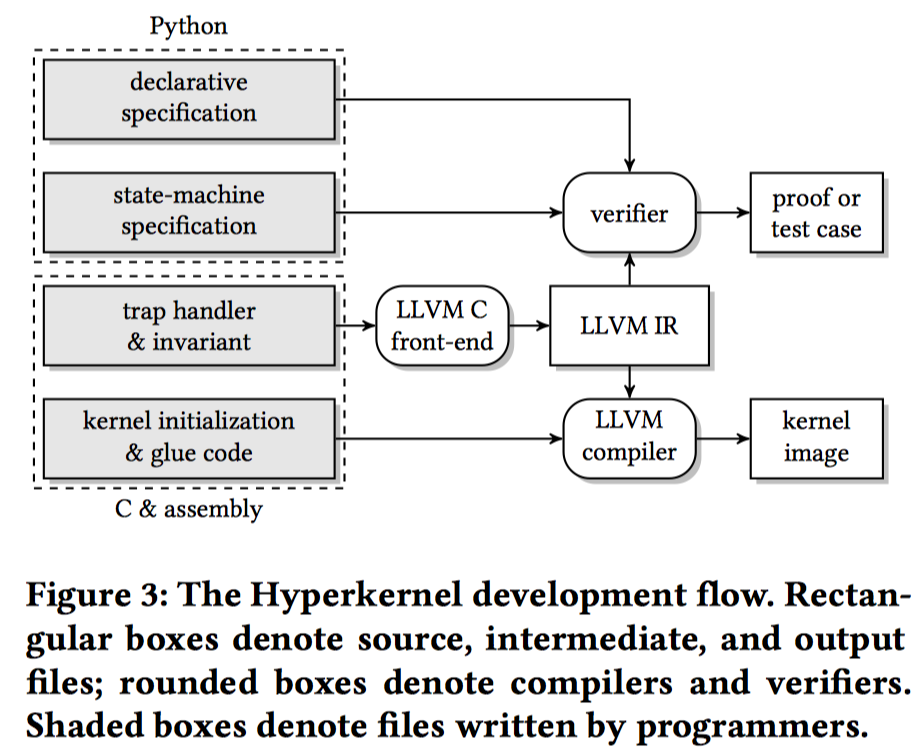 Python
declarative
specification
state-machine
specification
verifier
proof or
test case
trap handler
& invariant
LLVM C
front-end
LLVM IR
kernel initialization
& glue code
LLVM
compiler
kernel
image
C & assembly
Figure 3: The Hyperkernel development flow. Rectan-
gular boxes denote source, intermediate, and output
files; rounded boxes denote compilers and verifiers.
Shaded boxes denote files written by programmers.